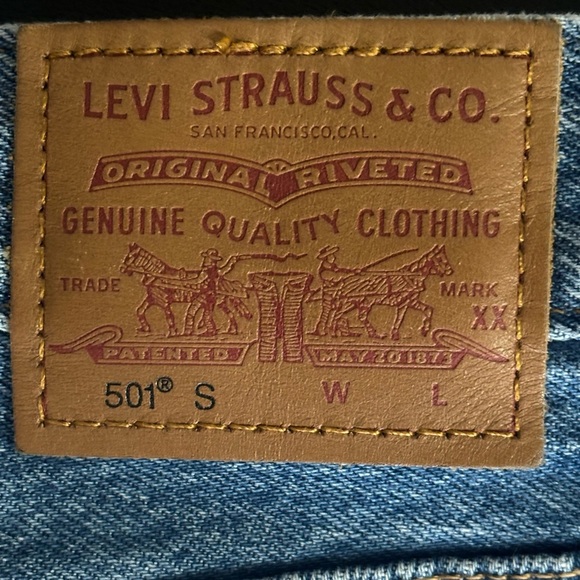 LEVI STRAUSS & CO.
SAN FRANCISCO, CAL.
ORIGINAL RIVETED
GENUINE QUALITY CLOTHING
TRADE MARK
XX
PATENTED MAY 20 1873
501® S W L